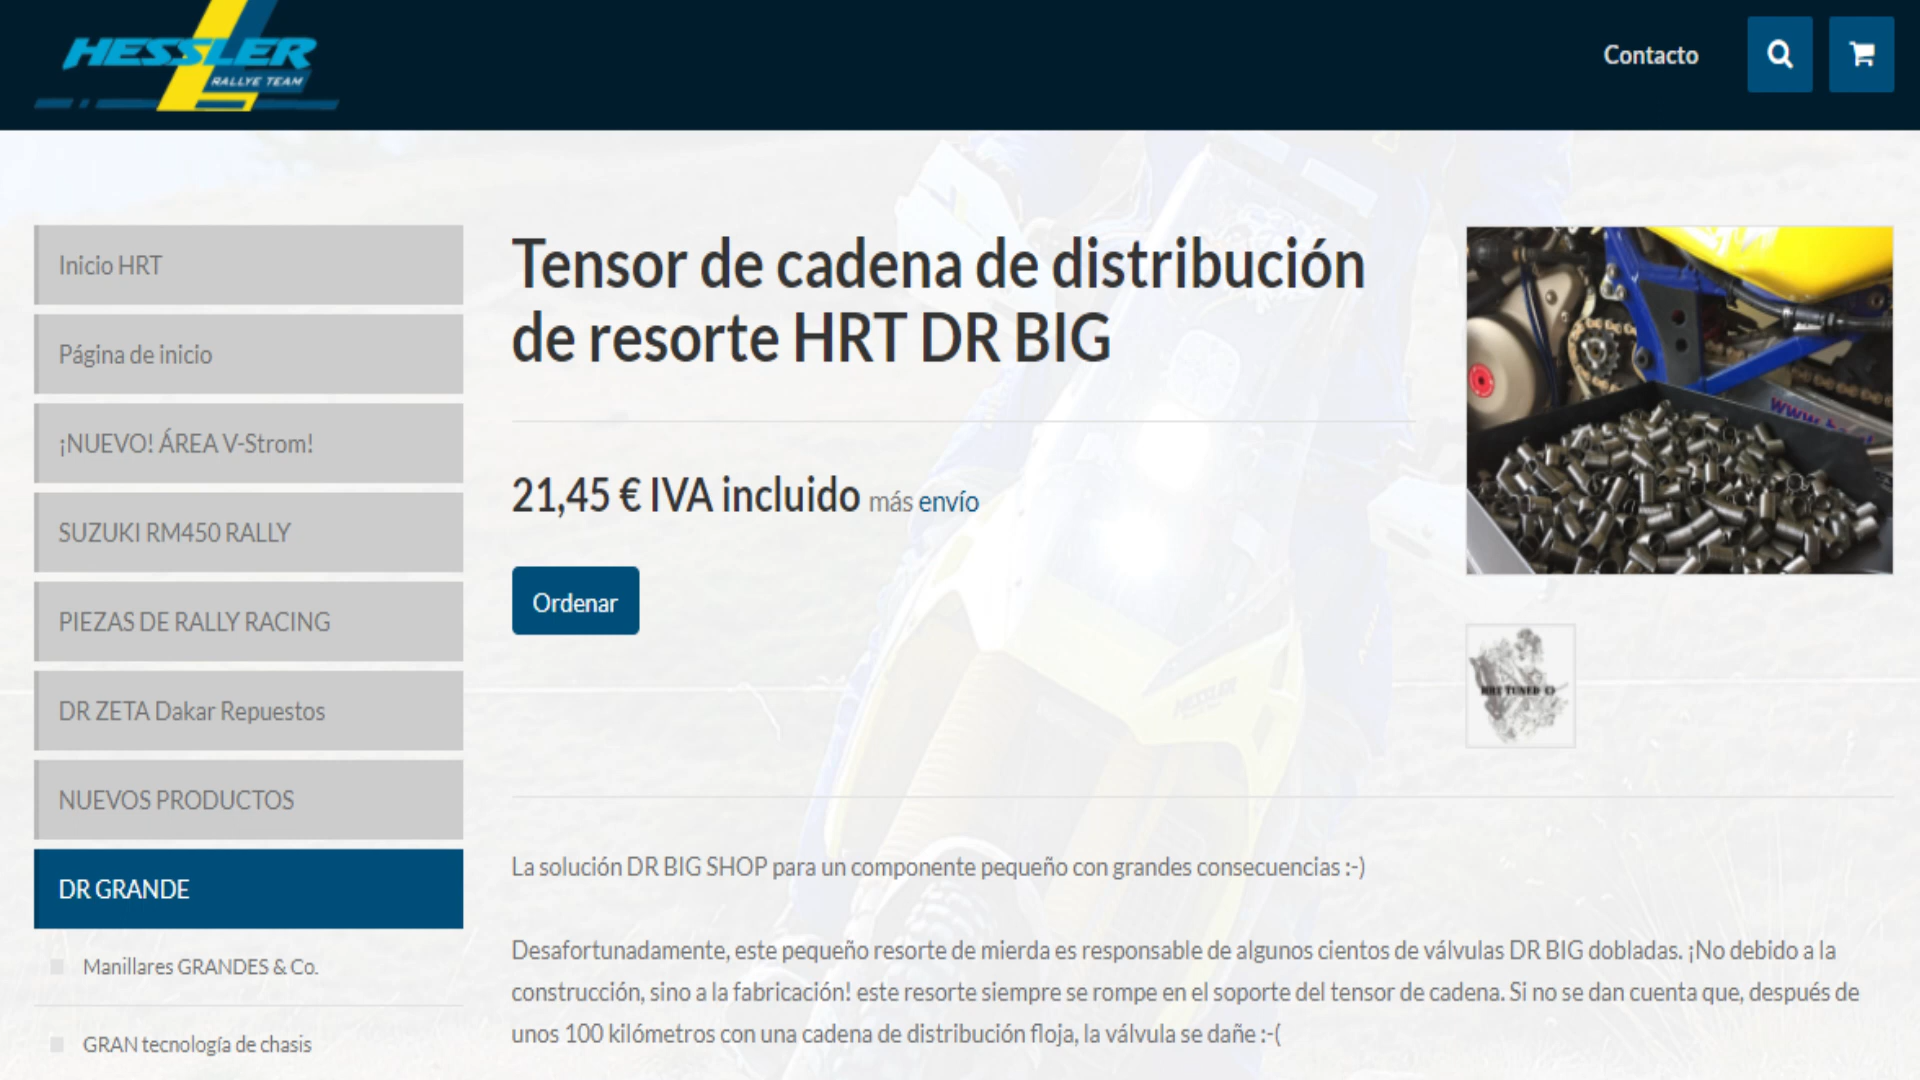 HESSLER
RALLYE TEAM
Contacto
Inicio HRT
Página de inicio
¡NUEVO! ÁREA V-Strom!
SUZUKI RM450 RALLY
PIEZAS DE RALLY RACING
DR ZETA Dakar Repuestos
NUEVOS PRODUCTOS
DR GRANDE
Manillares GRANDES & Co.
GRAN tecnología de chasis
Tensor de cadena de distribución
de resorte HRT DR BIG
21,45 € IVA incluido más envío
Ordenar
HRT TUNED
La solución DR BIG SHOP para un componente pequeño con grandes consecuencias :-)
Desafortunadamente, este pequeño resorte de mierda es responsable de algunos cientos de válvulas DR BIG dobladas. ¡No debido a la
construcción, sino a la fabricación! este resorte siempre se rompe en el soporte del tensor de cadena. Si no se dan cuenta que, después de
unos 100 kilómetros con una cadena de distribución floja, la válvula se dañe :-(